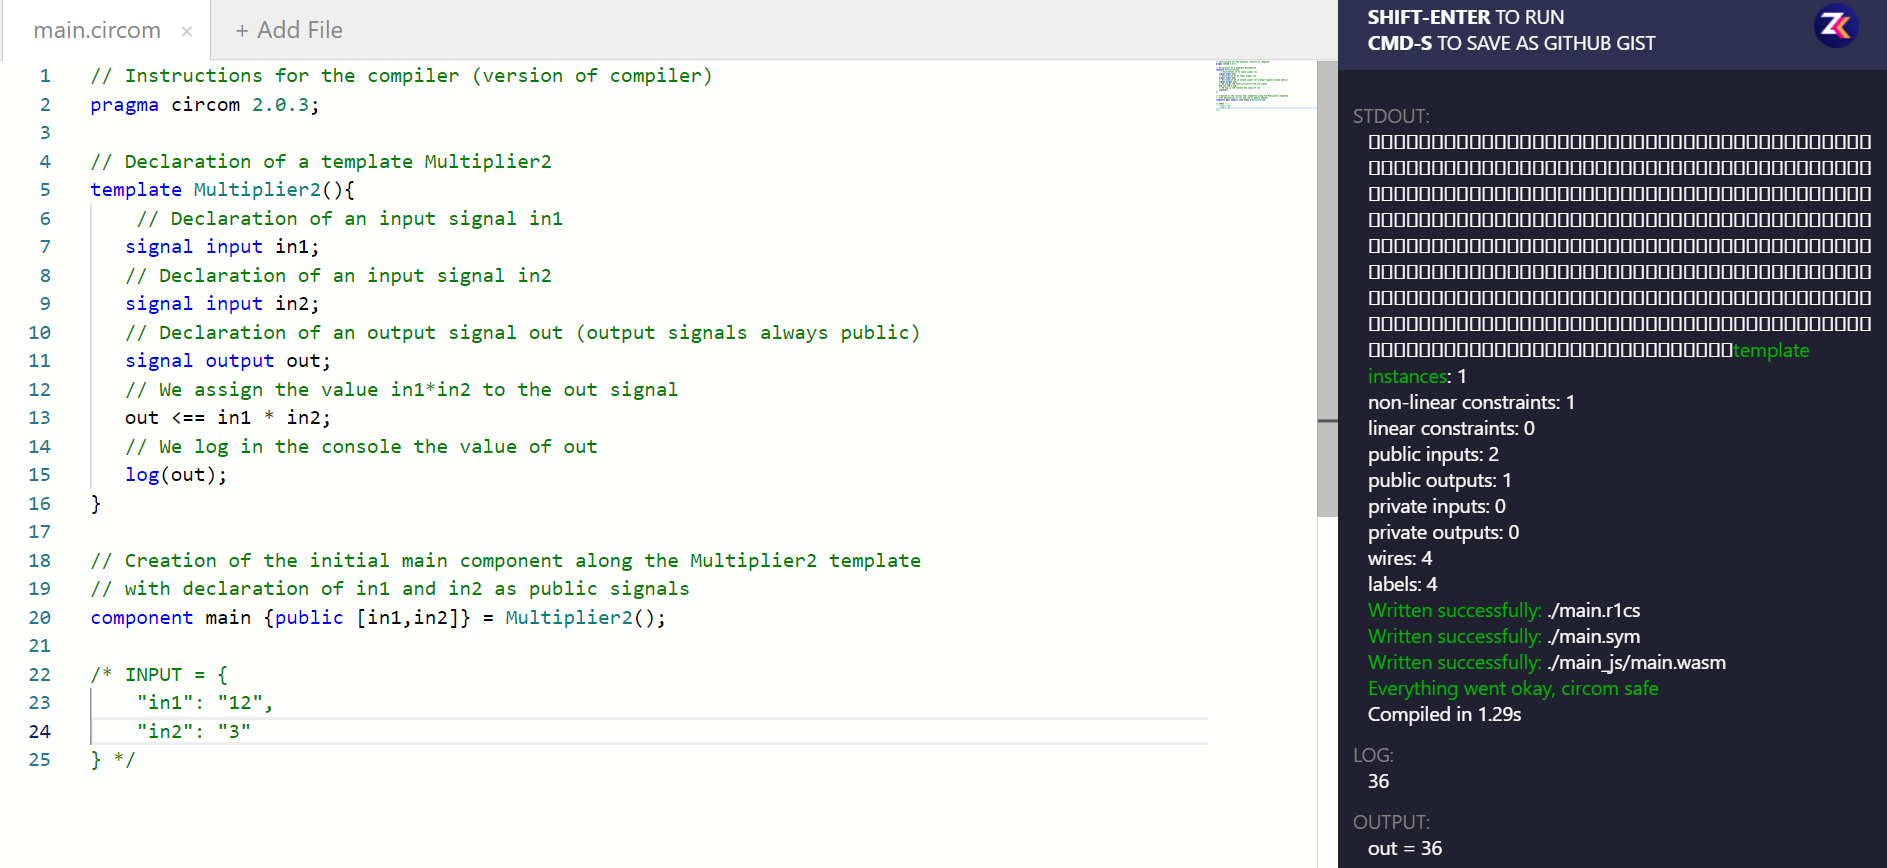 main.circom ×
+ Add File
1 // Instructions for the compiler (version of compiler)
2 pragma circom 2.0.3;
3
4 // Declaration of a template Multiplier2
5 template Multiplier2(){
6 // Declaration of an input signal in1
7 signal input in1;
8 // Declaration of an input signal in2
9 signal input in2;
10 // Declaration of an output signal out (output signals always public)
11 signal output out;
12 // We assign the value in1*in2 to the out signal
13 out <== in1 * in2;
14 // We log in the console the value of out
15 log(out);
16 }
17
18 // Creation of the initial main component along the Multiplier2 template
19 // with declaration of in1 and in2 as public signals
20 component main {public [in1,in2]} = Multiplier2();
21
22 /* INPUT = {
23 "in1": "12",
24 "in2": "3"
25 } */
SHIFT-ENTER TO RUN
CMD-S TO SAVE AS GITHUB GIST
ZK
STDOUT:
template
instances: 1
non-linear constraints: 1
linear constraints: 0
public inputs: 2
public outputs: 1
private inputs: 0
private outputs: 0
wires: 4
labels: 4
Written successfully: ./main.r1cs
Written successfully: ./main.sym
Written successfully: ./main_js/main.wasm
Everything went okay, circom safe
Compiled in 1.29s
LOG:
36
OUTPUT:
out = 36